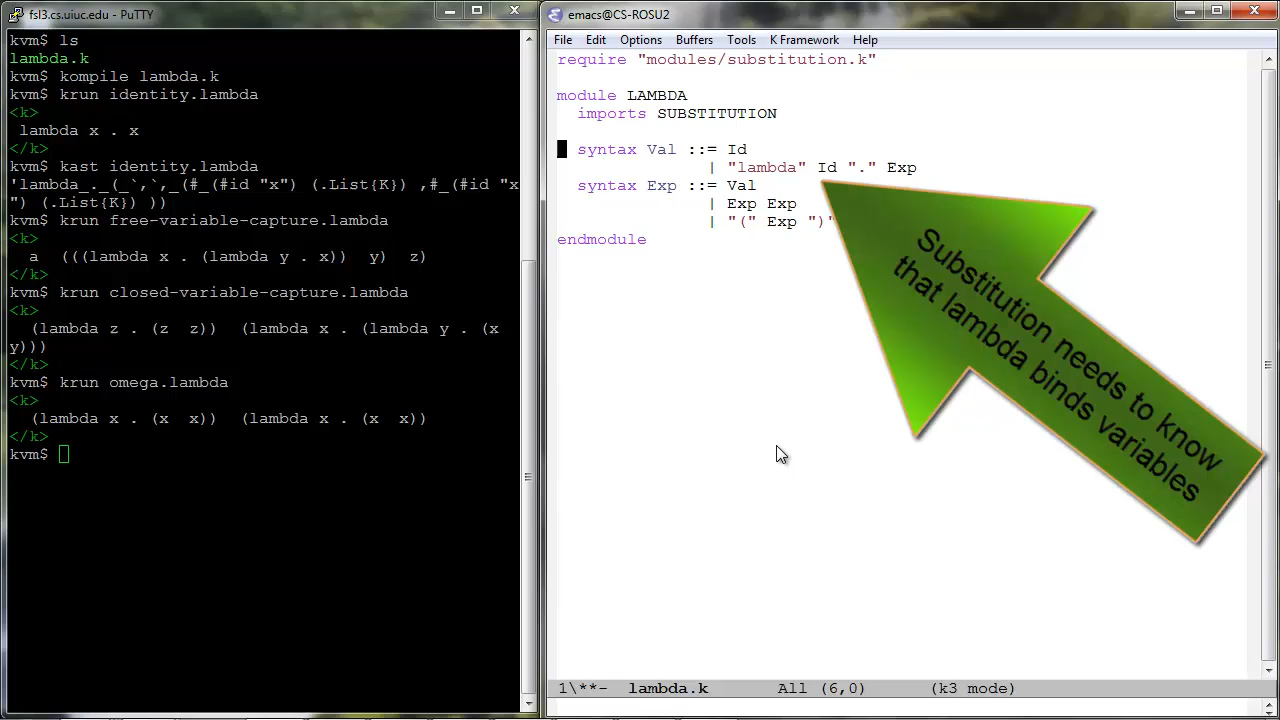 fsl3.cs.uiuc.edu - PuTTY
kvm$ ls
lambda.k
kvm$ kompile lambda.k
kvm$ krun identity.lambda
<k>
lambda x . x
</k>
kvm$ kast identity.lambda
'lambda_._(_`,`,_(#_(#id "x") (.List{K}) ,#_(#id "x
") (.List{K}) ))
kvm$ krun free-variable-capture.lambda
<k>
a (((lambda x . (lambda y . x)) y) z)
</k>
kvm$ krun closed-variable-capture.lambda
<k>
(lambda z . (z z)) (lambda x . (lambda y . (x
y)))
</k>
kvm$ krun omega.lambda
<k>
(lambda x . (x x)) (lambda x . (x x))
</k>
kvm$
emacs@CS-ROSU2
File Edit Options Buffers Tools K Framework Help
require "modules/substitution.k"
module LAMBDA
imports SUBSTITUTION
syntax Val ::= Id
| "lambda" Id "." Exp
syntax Exp ::= Val
| Exp Exp
| "(" Exp ")"
endmodule
Substitution needs to know
that lambda binds variables
1\**- lambda.k All (6,0) (k3 mode)